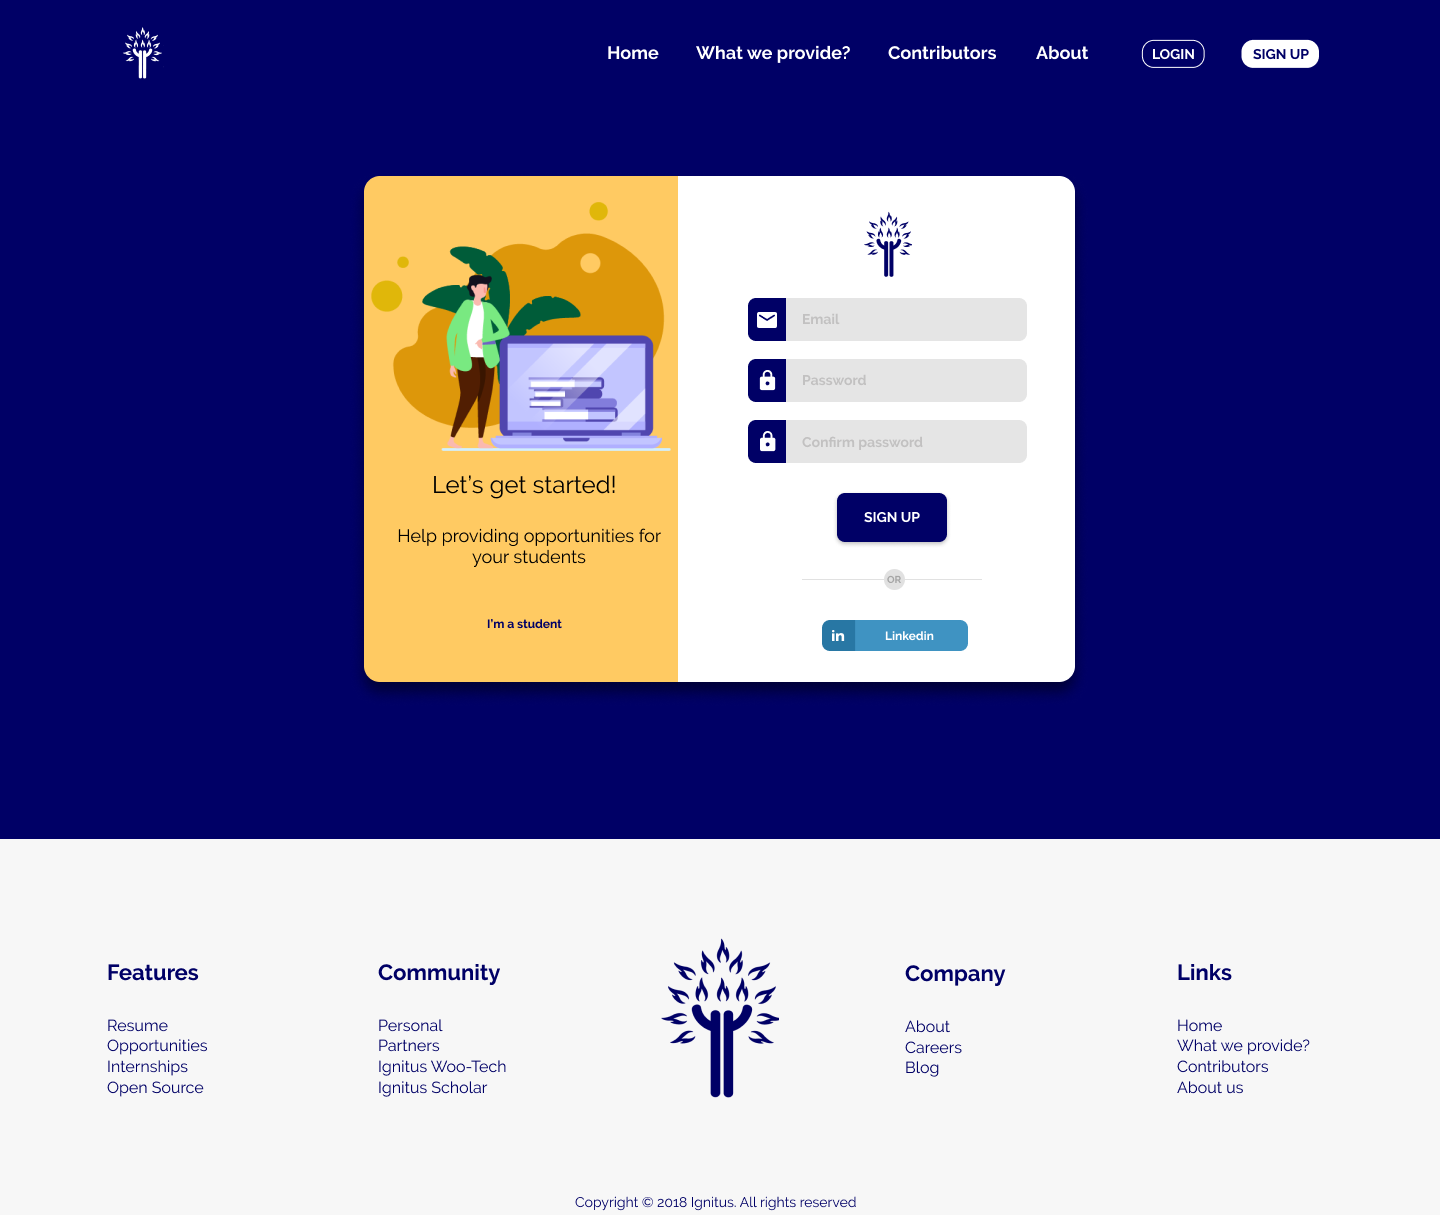 Home What we provide? Contributors About LOGIN SIGN UP
Let's get started!
Help providing opportunities for
your students
I'm a student
Email
Password
Confirm password
SIGN UP
OR
in Linkedin
Features
Resume
Opportunities
Internships
Open Source
Community
Personal
Partners
Ignitus Woo-Tech
Ignitus Scholar
Company
About
Careers
Blog
Links
Home
What we provide?
Contributors
About us
Copyright © 2018 Ignitus. All rights reserved